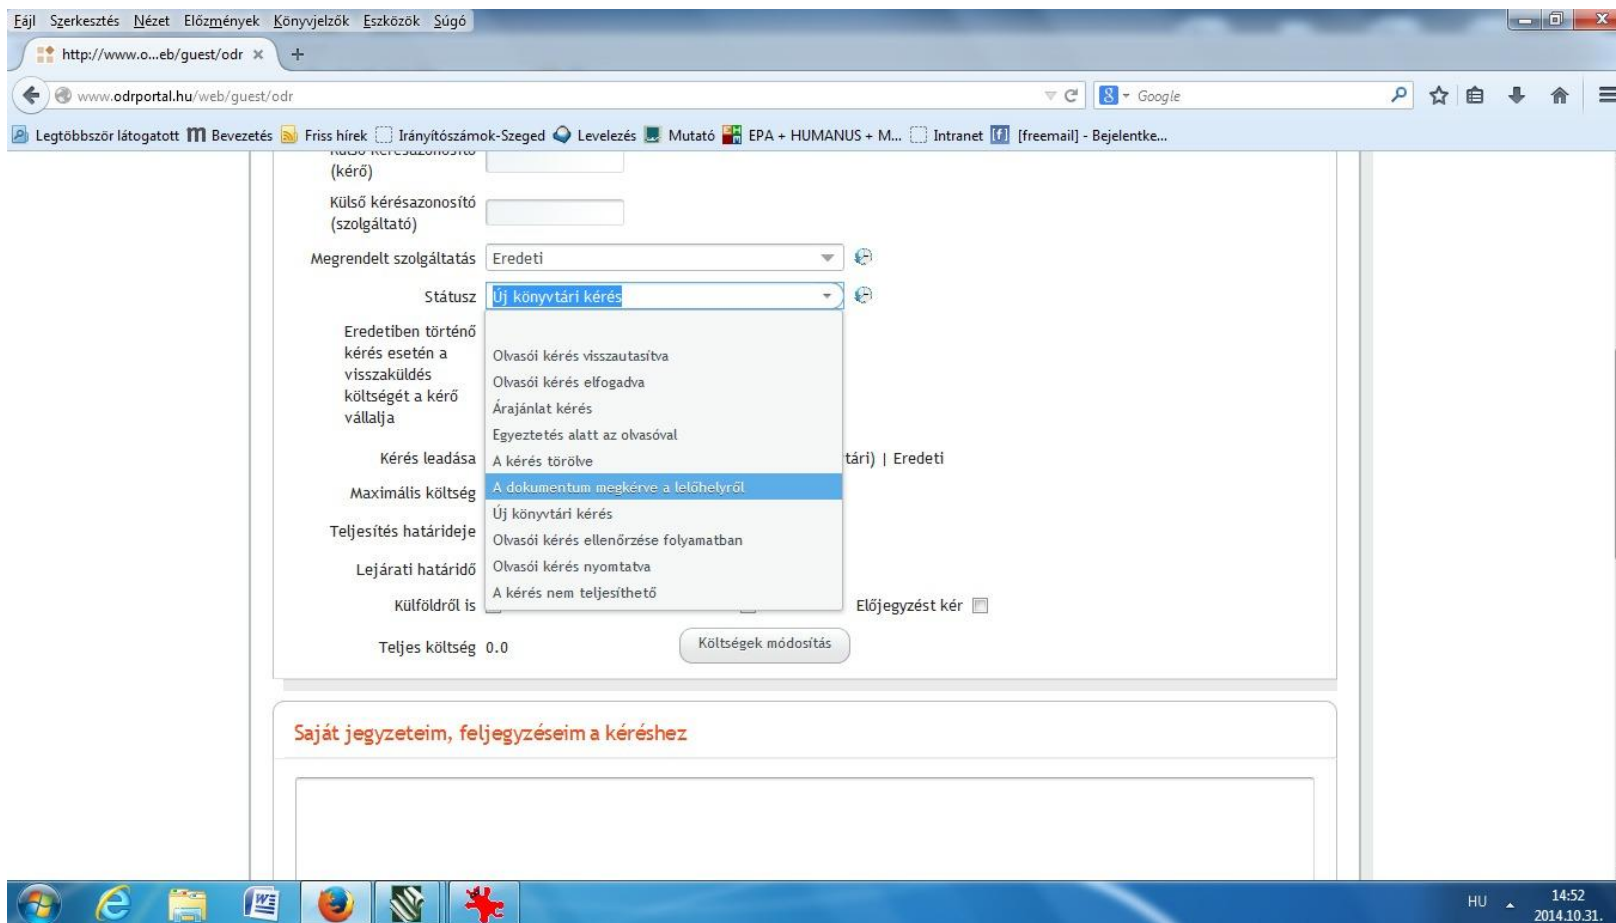 Fájl Szerkesztés Nézet Előzmények Könyvjelzők Eszközök Súgó
http://www.o...eb/guest/odr
www.odrportal.hu/web/guest/odr
Google
Legtöbbször látogatott Bevezetés Friss hírek Irányítószámok-Szeged Levelezés Mutató EPA + HUMANUS + M... Intranet [freemail] - Bejelentke...
Külső kérésazonosító
(kérő)
Külső kérésazonosító
(szolgáltató)
Megrendelt szolgáltatás Eredeti
Státusz Új könyvtári kérés
Eredetiben történő
kérés esetén a
visszaküldés
költségét a kérő
vállalja
Olvasói kérés visszautasítva
Olvasói kérés elfogadva
Árajánlat kérés
Egyeztetés alatt az olvasóval
A kérés törölve
A dokumentum megkérve a lelőhelyről
Új könyvtári kérés
Olvasói kérés ellenőrzése folyamatban
Olvasói kérés nyomtatva
A kérés nem teljesíthető
Kérés leadása tári) | Eredeti
Maximális költség
Teljesítés határideje
Lejárati határidő
Külföldről is Előjegyzést kér
Teljes költség 0.0 Költségek módosítás
Saját jegyzeteim, feljegyzéseim a kéréshez
HU 14:52
2014.10.31.